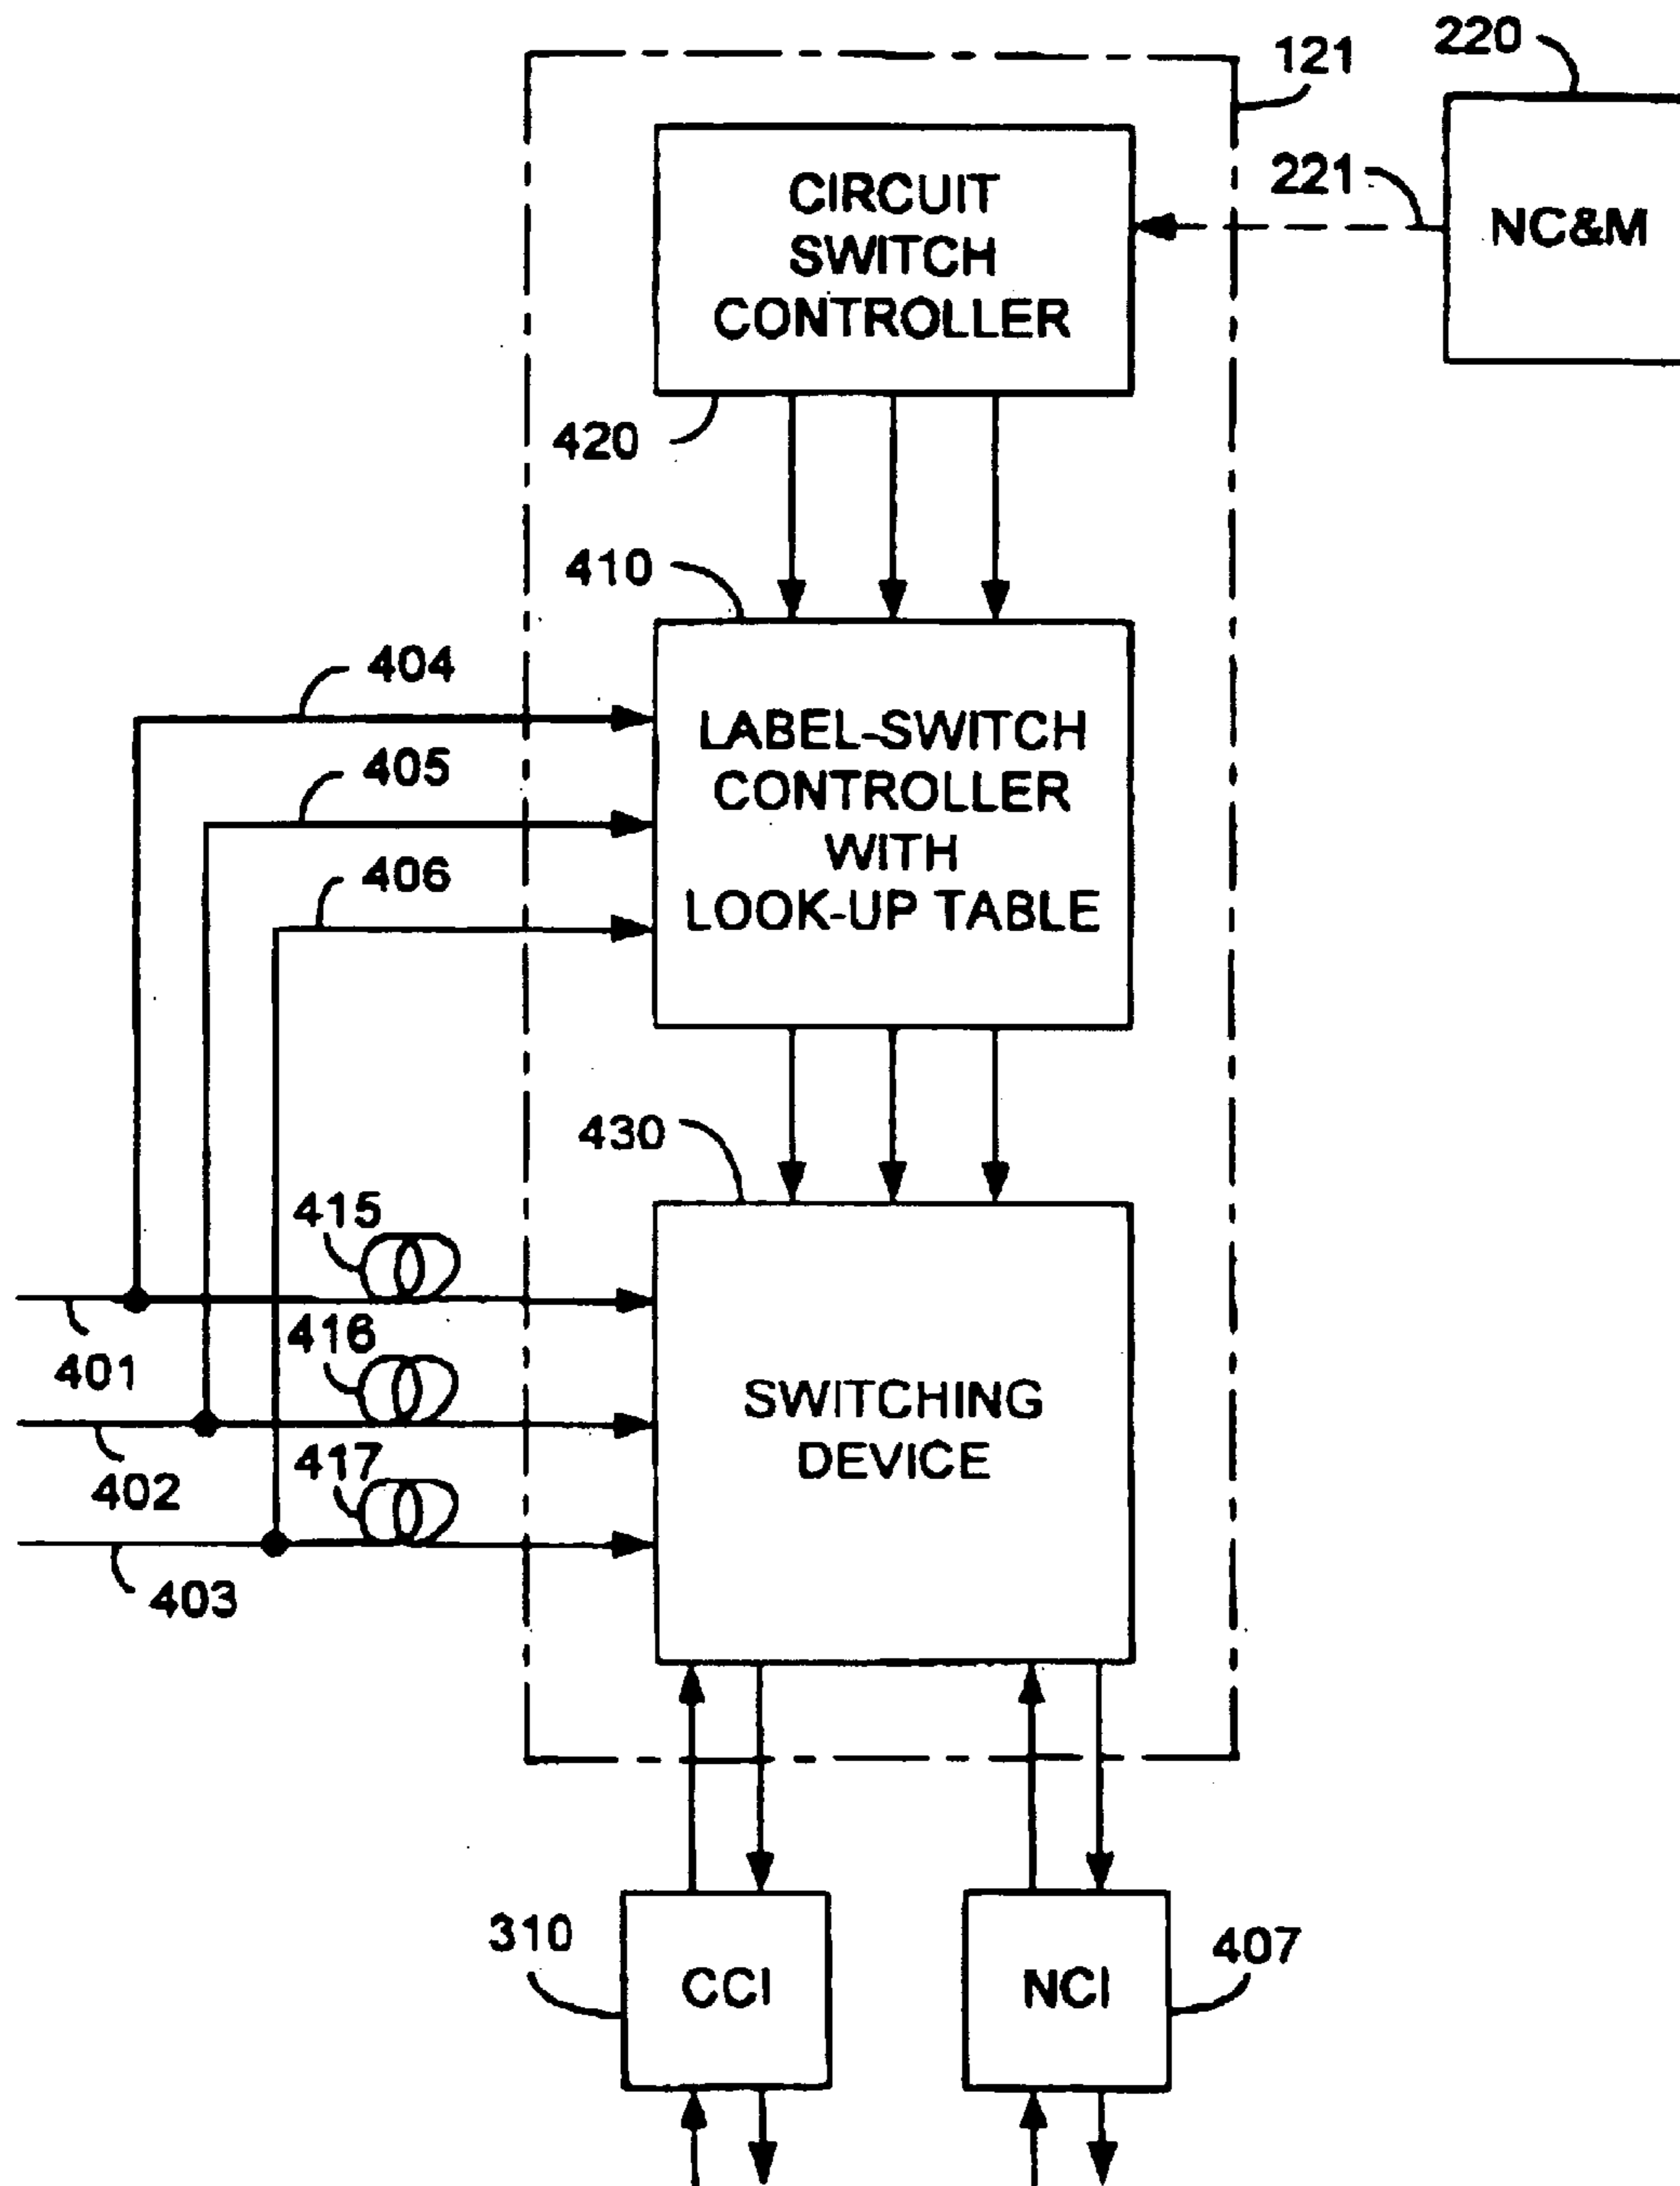 121
220
221
NC&M
CIRCUIT
SWITCH
CONTROLLER
420
410
404
405
406
LABEL-SWITCH
CONTROLLER
WITH
LOOK-UP TABLE
430
415
401
416
402
417
403
SWITCHING
DEVICE
310
CCI
NCI
407